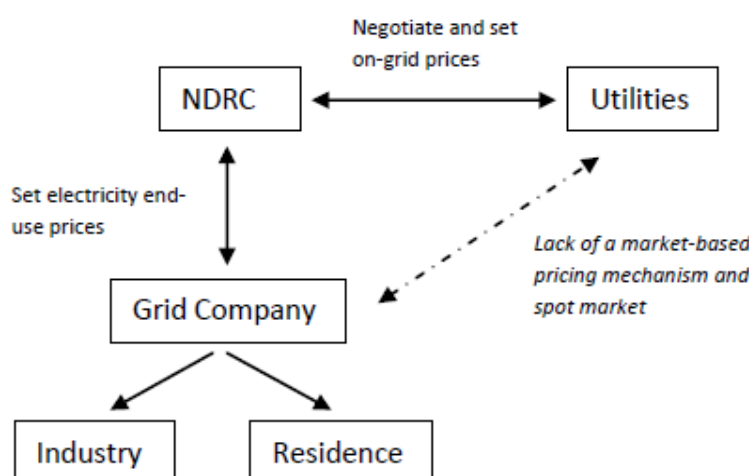 Negotiate and set
on-grid prices
NDRC
Utilities
Set electricity end-
use prices
Lack of a market-based
pricing mechanism and
spot market
Grid Company
Industry
Residence